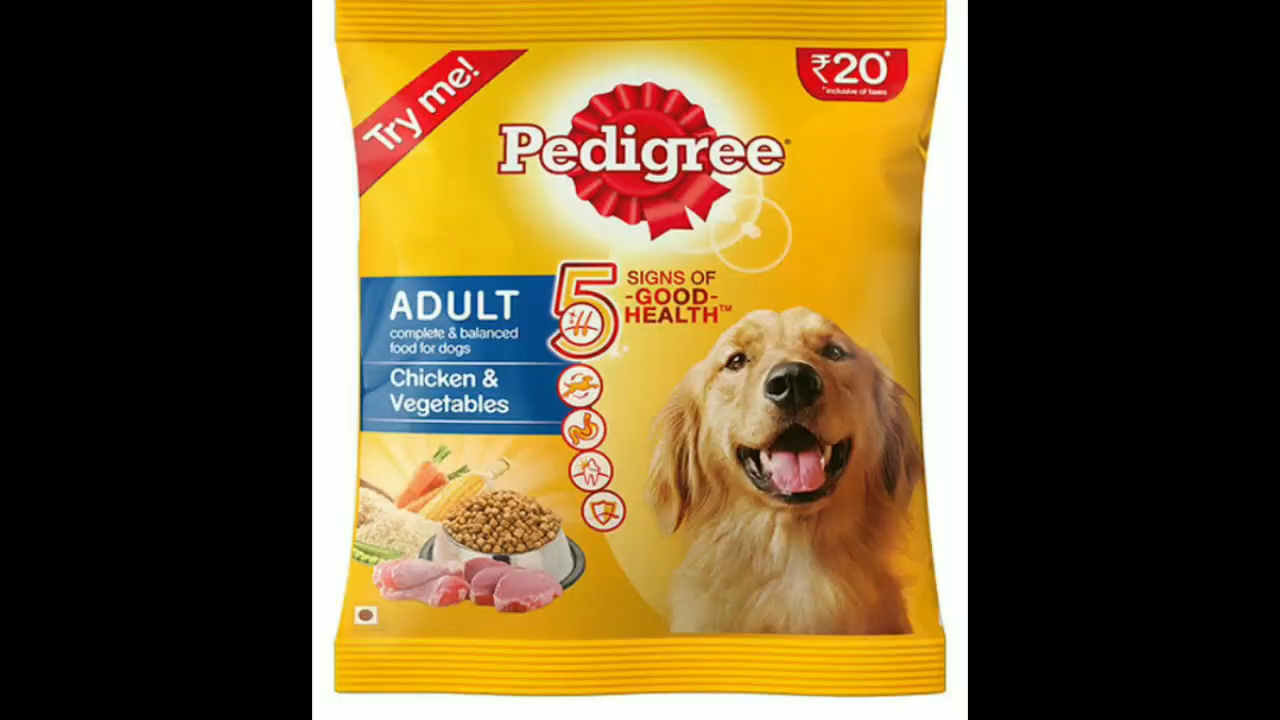 Try me!
₹20*
*inclusive of taxes
Pedigree
5 SIGNS OF
-GOOD-
HEALTH™
ADULT
complete & balanced
food for dogs
Chicken &
Vegetables